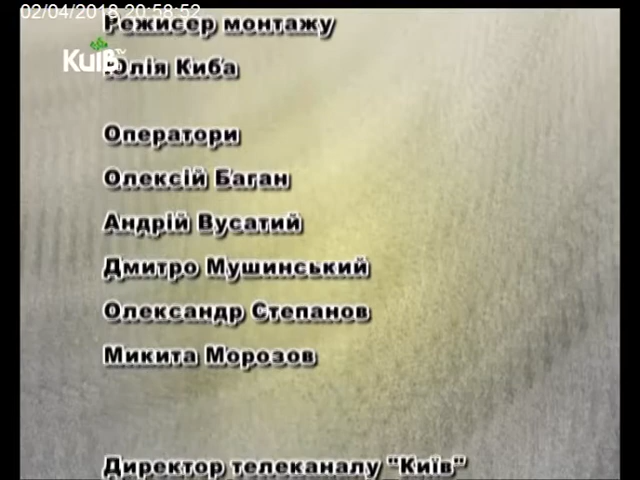 02/04/2018 20:58:52
Режисер монтажу
Київ TV
Юлія Киба
Оператори
Олексій Баган
Андрій Вусатий
Дмитро Мушинський
Олександр Степанов
Микита Морозов
Директор телеканалу "Київ"